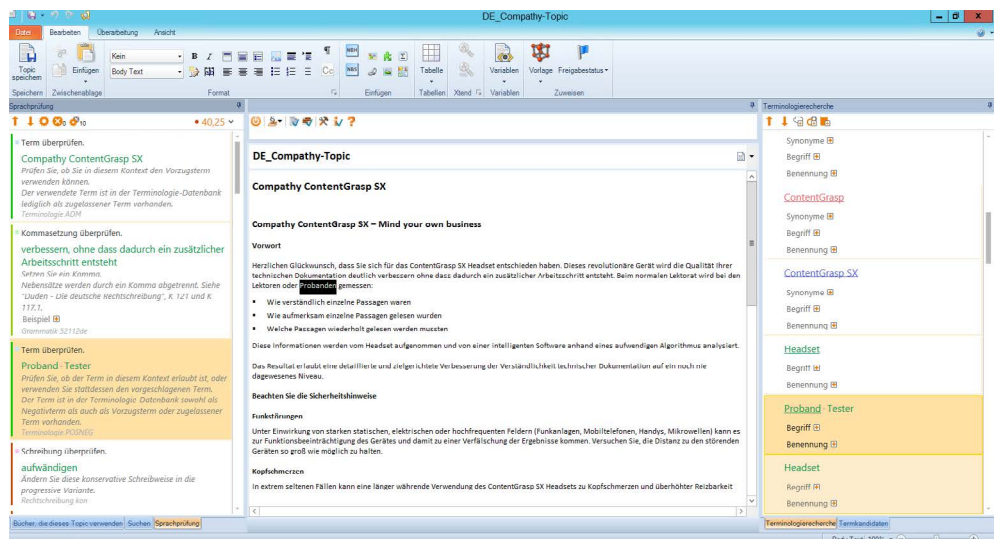 DE_Compathy-Topic
Datei Bearbeiten Überarbeitung Ansicht
Topic speichern
Einfügen
Kein
Body Text
NBH
NBS
Tabelle
Variablen
Vorlage
Freigabestatus
Speichern Zwischenablage Format Einfügen Tabellen Xtend Variablen Zuweisen
Sprachprüfung
40,25
Term überprüfen.
Compathy ContentGrasp SX
Prüfen Sie, ob Sie in diesem Kontext den Vorzugsterm
verwenden können.
Der verwendete Term ist in der Terminologie-Datenbank
lediglich als zugelassener Term vorhanden.
Terminologie ADM
Kommasetzung überprüfen.
verbessern, ohne dass dadurch ein zusätzlicher
Arbeitsschritt entsteht
Setzen Sie ein Komma.
Nebensätze werden durch ein Komma abgetrennt. Siehe
"Duden - Die deutsche Rechtschreibung", K 121 und K
117,1.
Beispiel
Grammatik 52112de
Term überprüfen.
Proband · Tester
Prüfen Sie, ob der Term in diesem Kontext erlaubt ist, oder
verwenden Sie stattdessen den vorgeschlagenen Term.
Der Term ist in der Terminologie-Datenbank sowohl als
Negativterm als auch als Vorzugsterm oder zugelassener
Term vorhanden.
Terminologie POSNEG
Schreibung überprüfen.
aufwändigen
Ändern Sie diese konservative Schreibweise in die
progressive Variante.
Rechtschreibung kon
Bücher, die dieses Topic verwenden Suchen Sprachprüfung
DE_Compathy-Topic
Compathy ContentGrasp SX
Compathy ContentGrasp SX – Mind your own business
Vorwort
Herzlichen Glückwunsch, dass Sie sich für das ContentGrasp SX Headset entschieden haben. Dieses revolutionäre Gerät wird die Qualität Ihrer
technischen Dokumentation deutlich verbessern ohne dass dadurch ein zusätzlicher Arbeitsschritt entsteht. Beim normalen Lektorat wird bei den
Lektoren oder Probanden gemessen:
▪ Wie verständlich einzelne Passagen waren
▪ Wie aufmerksam einzelne Passagen gelesen wurden
▪ Welche Passagen wiederholt gelesen werden mussten
Diese Informationen werden vom Headset aufgenommen und von einer intelligenten Software anhand eines aufwendigen Algorithmus analysiert.
Das Resultat erlaubt eine detaillierte und zielgerichtete Verbesserung der Verständlichkeit technischer Dokumentation auf ein noch nie
dagewesenes Niveau.
Beachten Sie die Sicherheitshinweise
Funkstörungen
Unter Einwirkung von starken statischen, elektrischen oder hochfrequenten Feldern (Funkanlagen, Mobiltelefonen, Handys, Mikrowellen) kann es
zur Funktionsbeeinträchtigung des Gerätes und damit zu einer Verfälschung der Ergebnisse kommen. Versuchen Sie, die Distanz zu den störenden
Geräten so groß wie möglich zu halten.
Kopfschmerzen
In extrem seltenen Fällen kann eine länger währende Verwendung des ContentGrasp SX Headsets zu Kopfschmerzen und überhöhter Reizbarkeit
Terminologierecherche
Synonyme
Begriff
Benennung
ContentGrasp
Synonyme
Begriff
Benennung
ContentGrasp SX
Synonyme
Begriff
Benennung
Headset
Begriff
Benennung
Proband · Tester
Begriff
Benennung
Headset
Begriff
Benennung
Terminologierecherche Termkandidaten